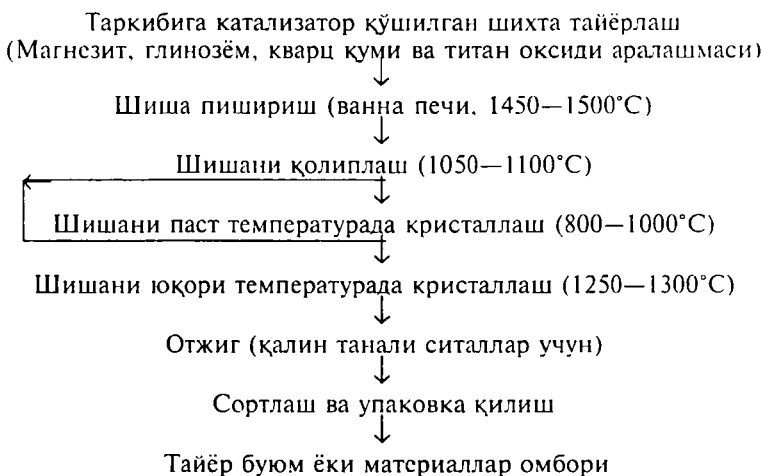 Таркибига катализатор қўшилган шихта тайёрлаш
(Магнезит, глинозём, кварц қуми ва титан оксиди аралашмаси)
Шиша пишириш (ванна печи, 1450—1500°C)
Шишани қолиплаш (1050—1100°C)
Шишани паст температурада кристаллаш (800—1000°C)
Шишани юқори температурада кристаллаш (1250—1300°C)
Отжиг (қалин танали ситаллар учун)
Сортлаш ва упаковка қилиш
Тайёр буюм ёки материаллар омбори